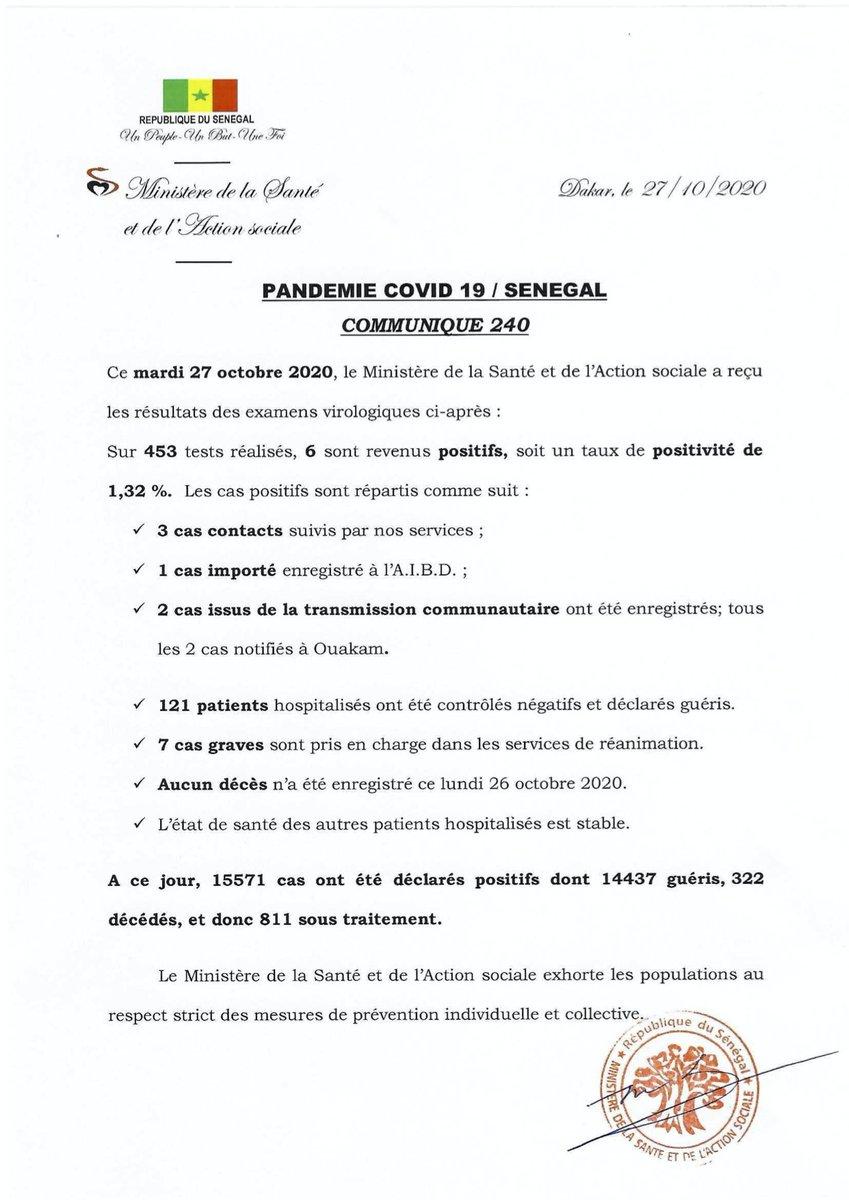 REPUBLIQUE DU SENEGAL
Un Peuple-Un But-Une Foi
Ministère de la Santé
et de l'Action sociale
Dakar, le 27/10/2020
PANDEMIE COVID 19 / SENEGAL
COMMUNIQUE 240
Ce mardi 27 octobre 2020, le Ministère de la Santé et de l'Action sociale a reçu
les résultats des examens virologiques ci-après :
Sur 453 tests réalisés, 6 sont revenus positifs, soit un taux de positivité de
1,32 %. Les cas positifs sont répartis comme suit :
✓ 3 cas contacts suivis par nos services ;
✓ 1 cas importé enregistré à l'A.I.B.D. ;
✓ 2 cas issus de la transmission communautaire ont été enregistrés; tous
les 2 cas notifiés à Ouakam.
✓ 121 patients hospitalisés ont été contrôlés négatifs et déclarés guéris.
✓ 7 cas graves sont pris en charge dans les services de réanimation.
✓ Aucun décès n'a été enregistré ce lundi 26 octobre 2020.
✓ L'état de santé des autres patients hospitalisés est stable.
A ce jour, 15571 cas ont été déclarés positifs dont 14437 guéris, 322
décédés, et donc 811 sous traitement.
Le Ministère de la Santé et de l'Action sociale exhorte les populations au
respect strict des mesures de prévention individuelle et collective.
République du Sénégal
MINISTÈRE DE LA SANTE ET DE L'ACTION SOCIALE